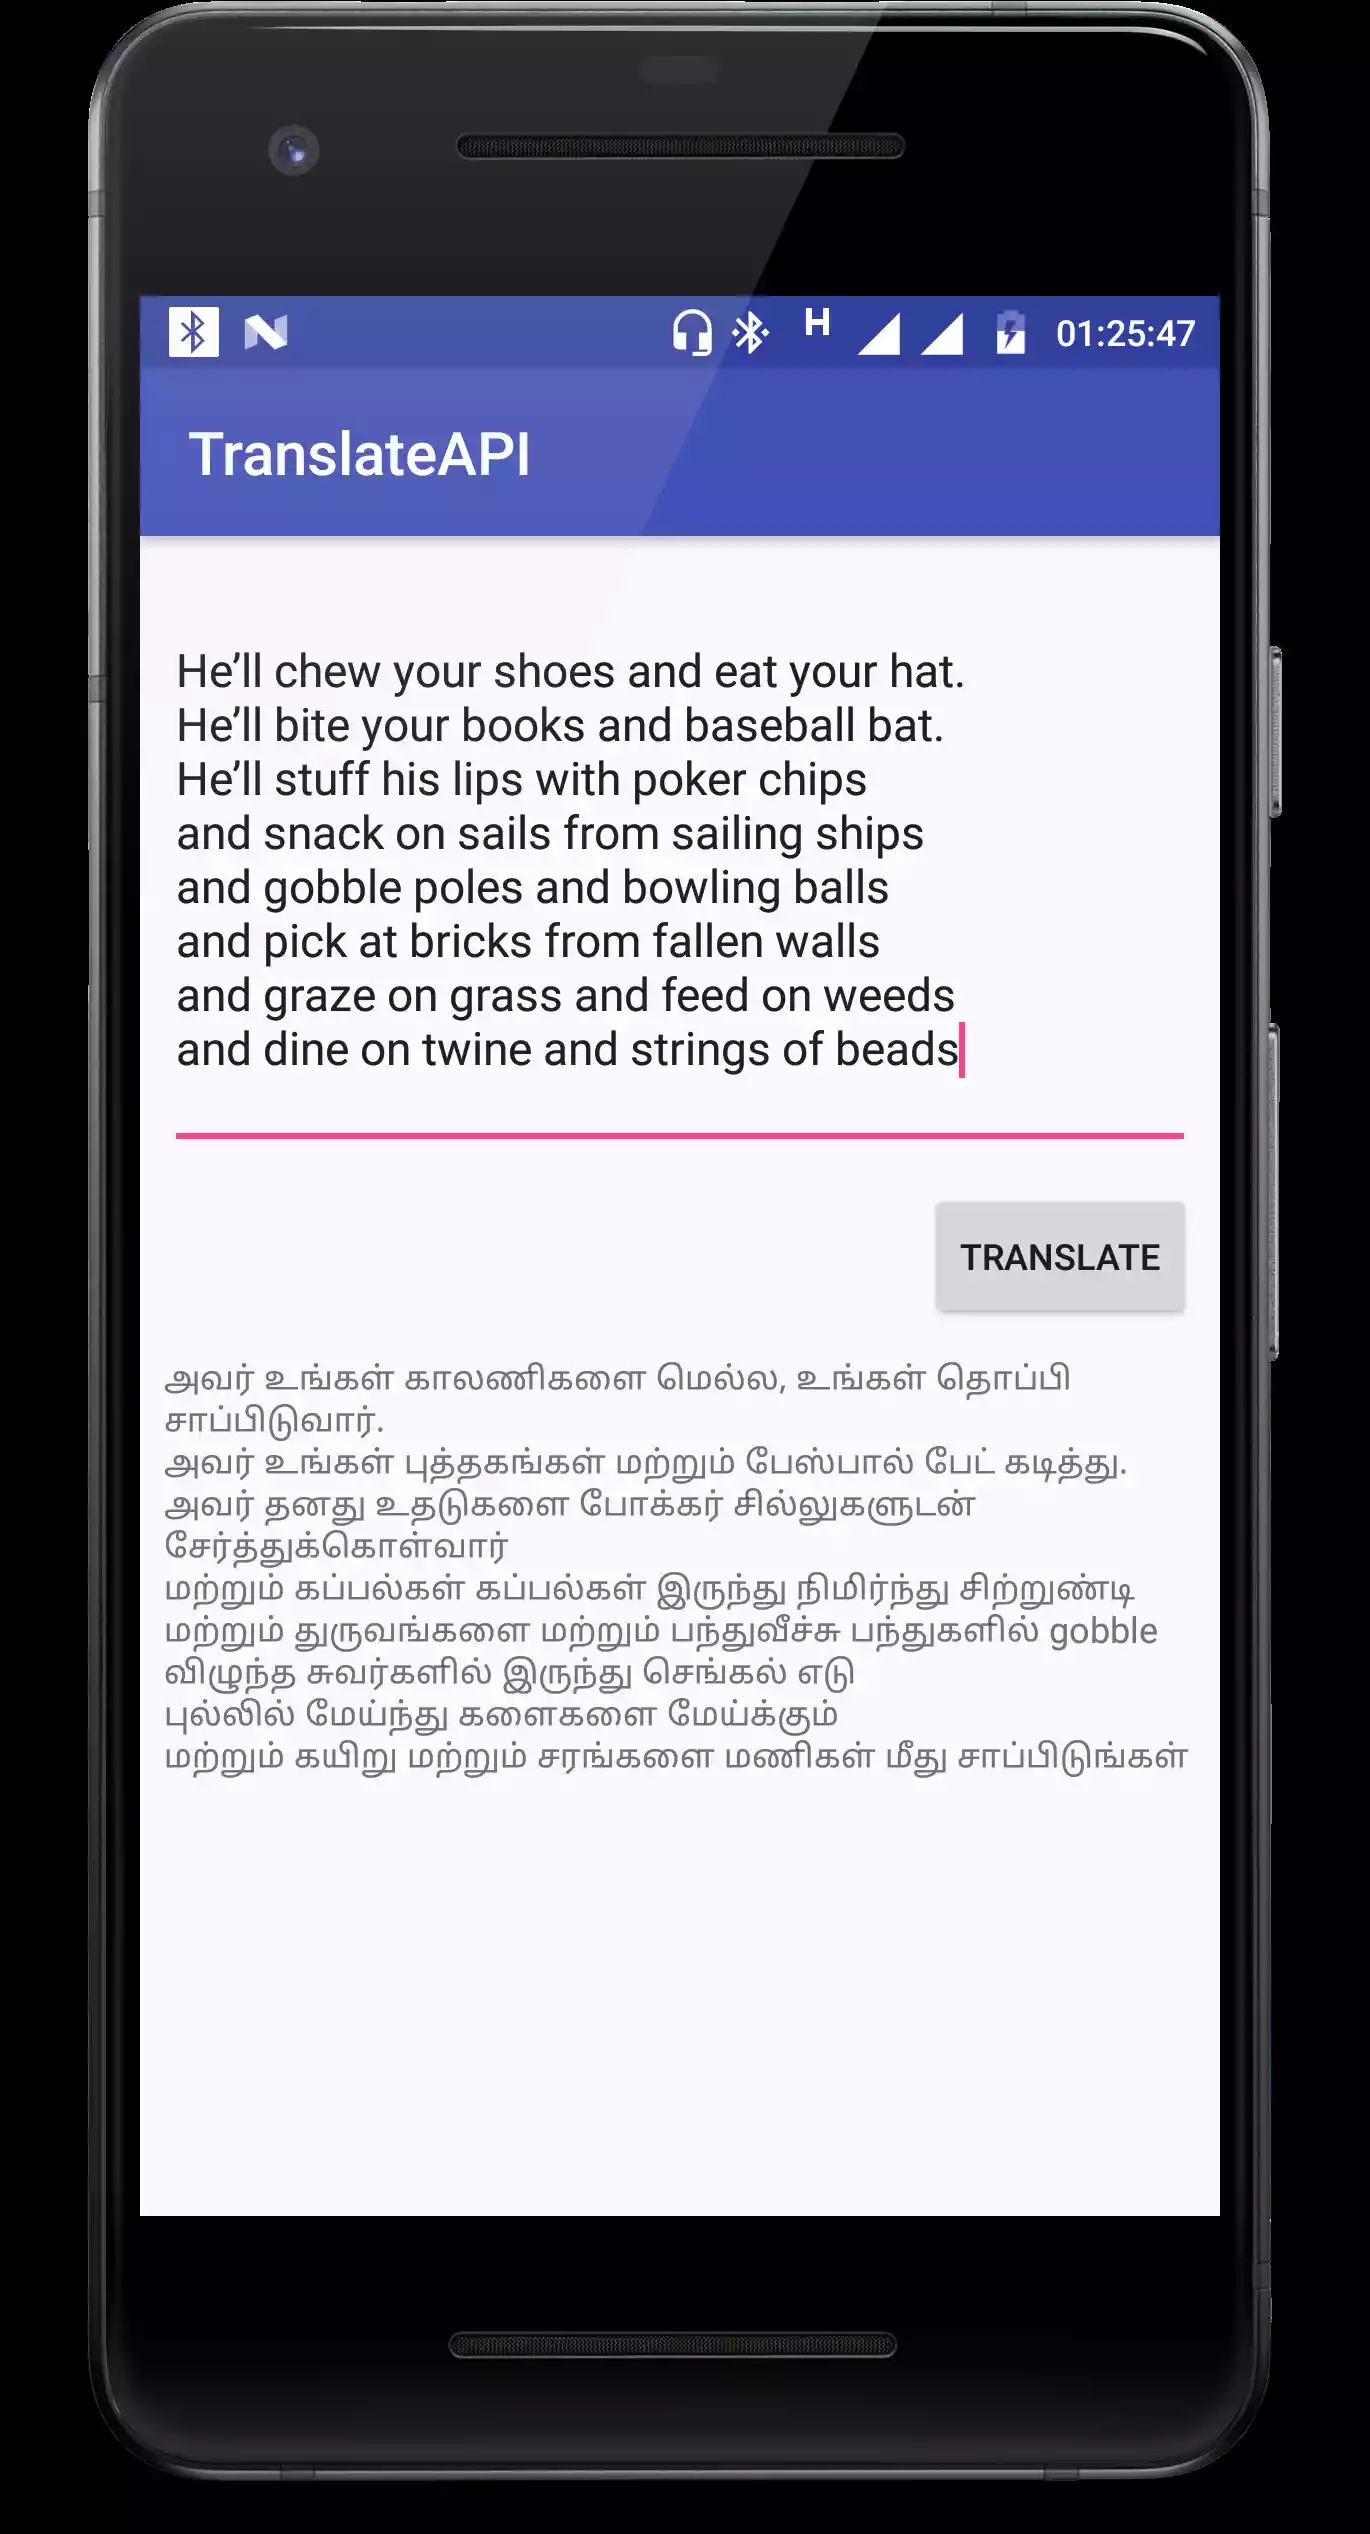 H
01:25:47
TranslateAPI
He’ll chew your shoes and eat your hat.
He’ll bite your books and baseball bat.
He’ll stuff his lips with poker chips
and snack on sails from sailing ships
and gobble poles and bowling balls
and pick at bricks from fallen walls
and graze on grass and feed on weeds
and dine on twine and strings of beads
TRANSLATE
அவர் உங்கள் காலணிகளை மெல்ல, உங்கள் தொப்பி
சாப்பிடுவார்.
அவர் உங்கள் புத்தகங்கள் மற்றும் பேஸ்பால் பேட் கடித்து.
அவர் தனது உதடுகளை போக்கர் சில்லுகளுடன்
சேர்த்துக்கொள்வார்
மற்றும் கப்பல்கள் கப்பல்கள் இருந்து நிமிர்ந்து சிற்றுண்டி
மற்றும் துருவங்களை மற்றும் பந்துவீச்சு பந்துகளில் gobble
விழுந்த சுவர்களில் இருந்து செங்கல் எடு
புல்லில் மேய்ந்து களைகளை மேய்க்கும்
மற்றும் கயிறு மற்றும் சரங்களை மணிகள் மீது சாப்பிடுங்கள்